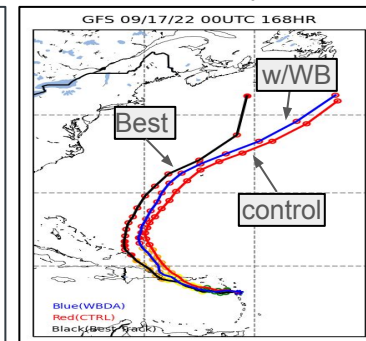 GFS 09/17/22 00UTC 168HR
w/WB
Best
control
Blue(WBDA)
Red(CTRL)
Black(Best Track)